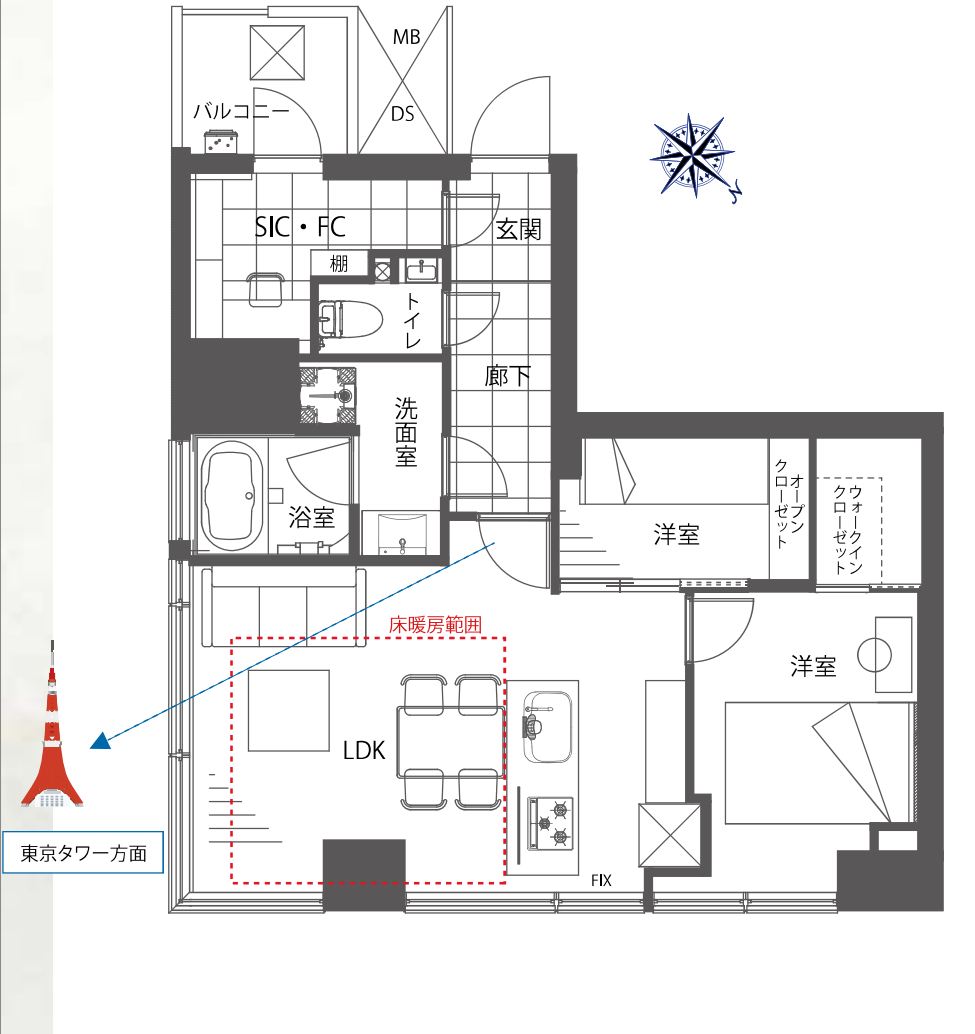 MB
DS
バルコニー
N
SIC・FC
玄関
棚
トイレ
廊下
洗面室
浴室
洋室
オープン
クローゼット
ウォークイン
クローゼット
床暖房範囲
洋室
LDK
東京タワー方面
FIX